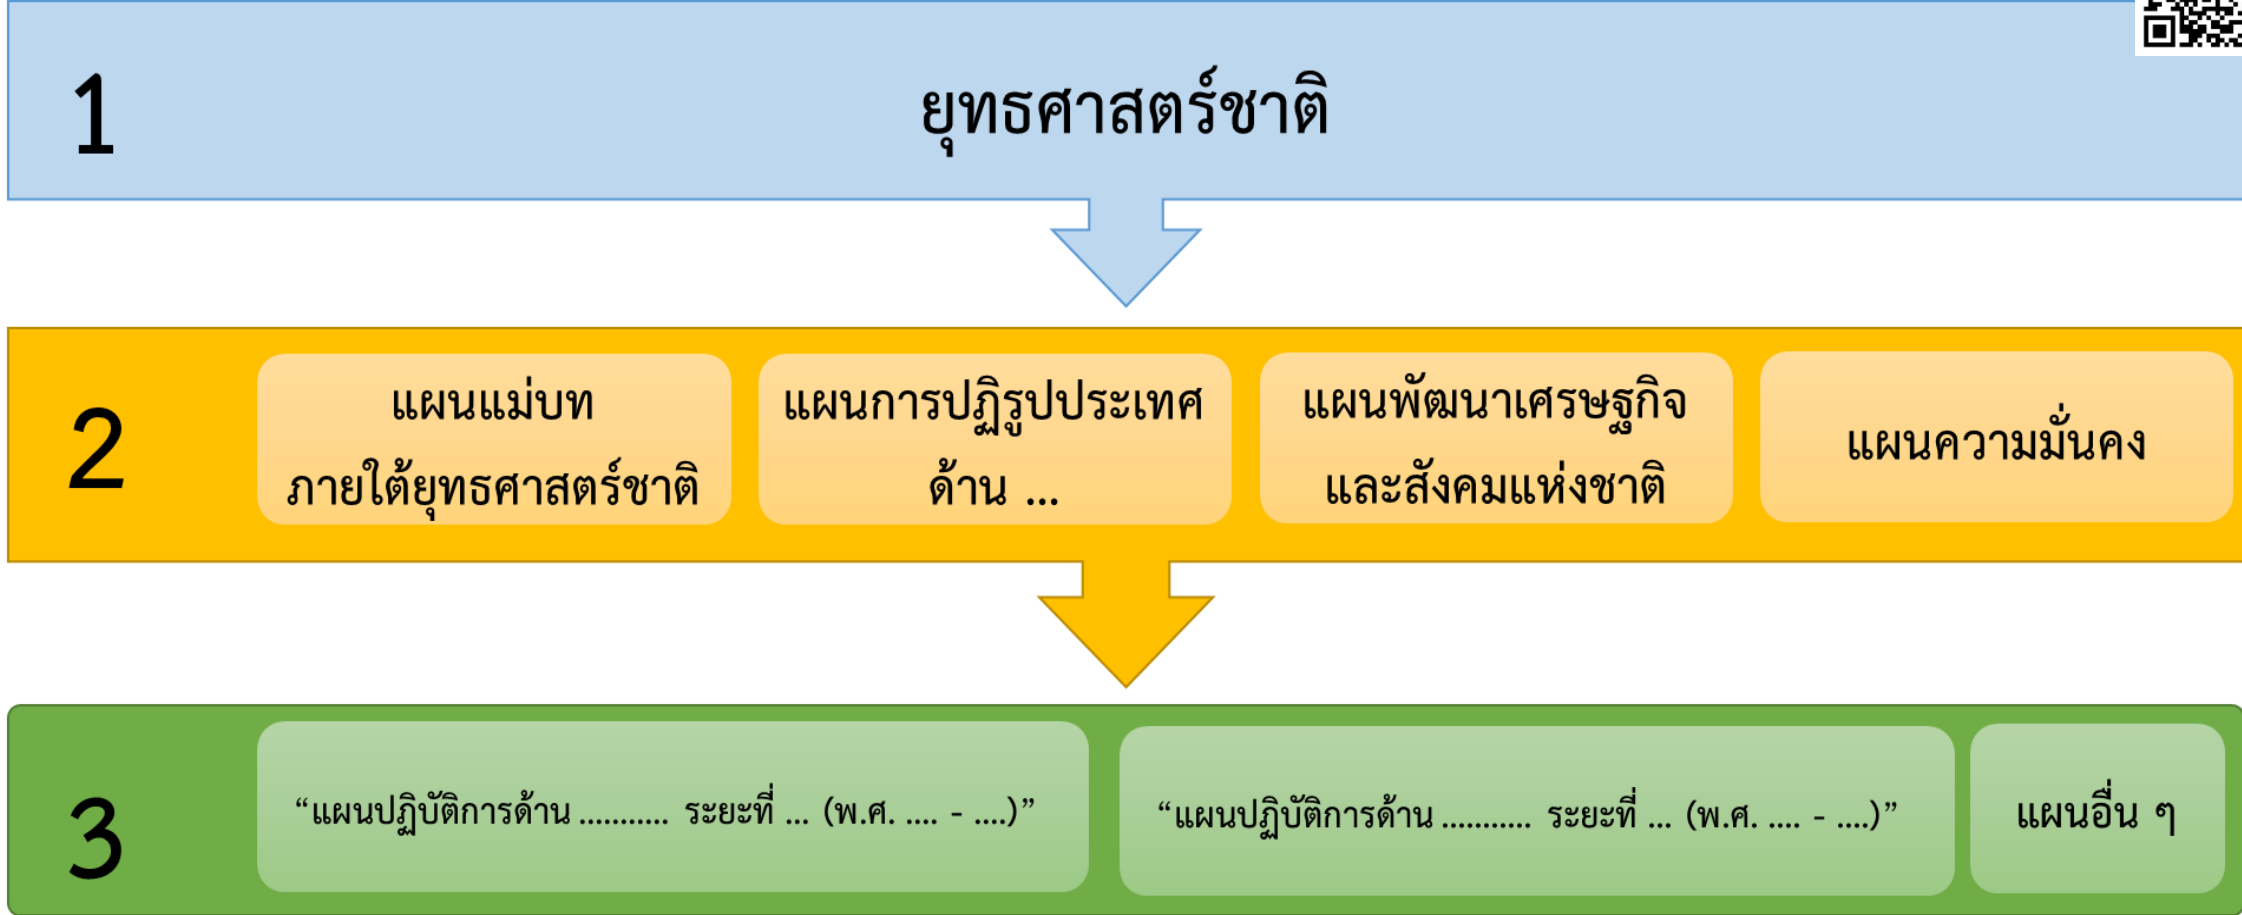 1
ยุทธศาสตร์ชาติ
2
แผนแม่บท
ภายใต้ยุทธศาสตร์ชาติ
แผนการปฏิรูปประเทศ
ด้าน ...
แผนพัฒนาเศรษฐกิจ
และสังคมแห่งชาติ
แผนความมั่นคง
3
“แผนปฏิบัติการด้าน ........... ระยะที่ ... (พ.ศ. .... - ....)”
“แผนปฏิบัติการด้าน ........... ระยะที่ ... (พ.ศ. .... - ....)”
แผนอื่น ๆ